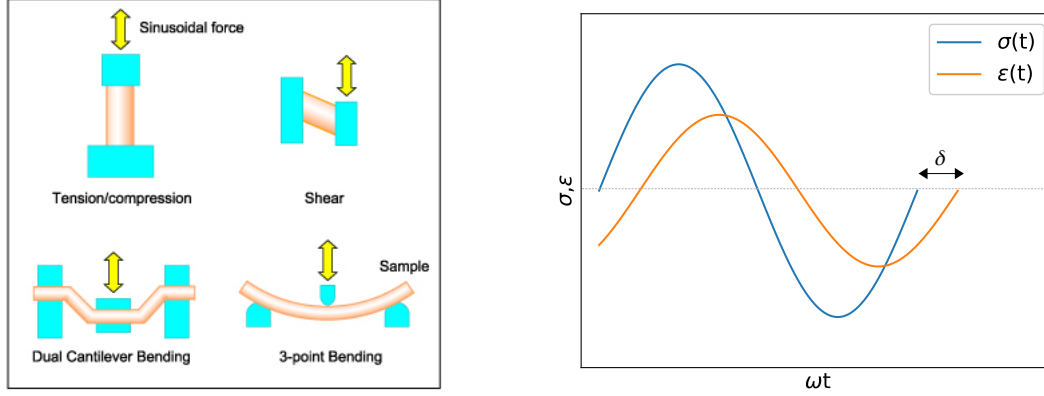 Sinusoidal force
Tension/compression
Shear
Sample
Dual Cantilever Bending
3-point Bending
σ(t)
ε(t)
δ
σ,ε
ωt